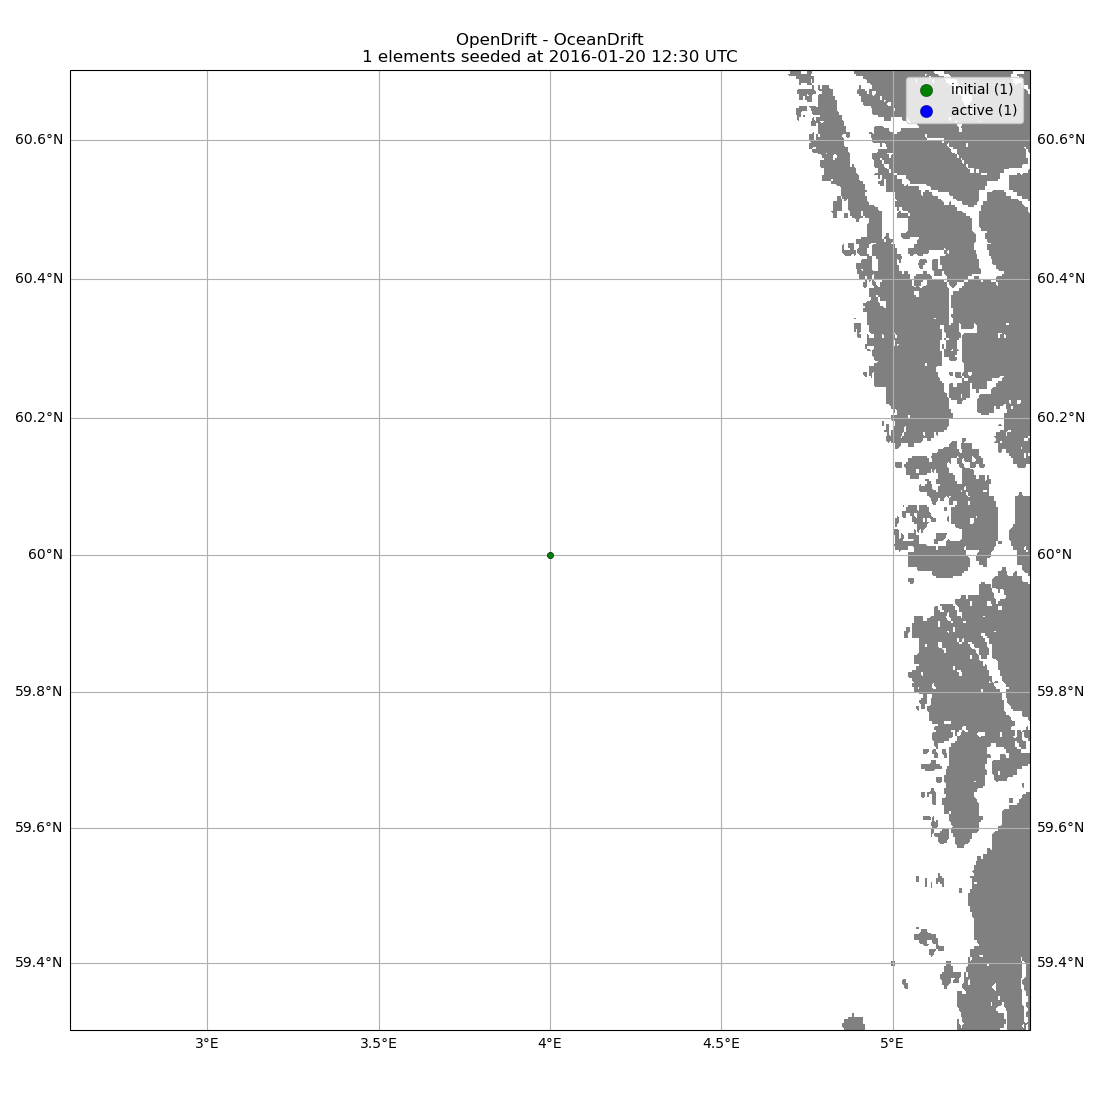 OpenDrift - OceanDrift
1 elements seeded at 2016-01-20 12:30 UTC
initial (1)
active (1)
60.6°N
60.6°N
60.4°N
60.4°N
60.2°N
60.2°N
60°N
60°N
59.8°N
59.8°N
59.6°N
59.6°N
59.4°N
59.4°N
3°E
3.5°E
4°E
4.5°E
5°E